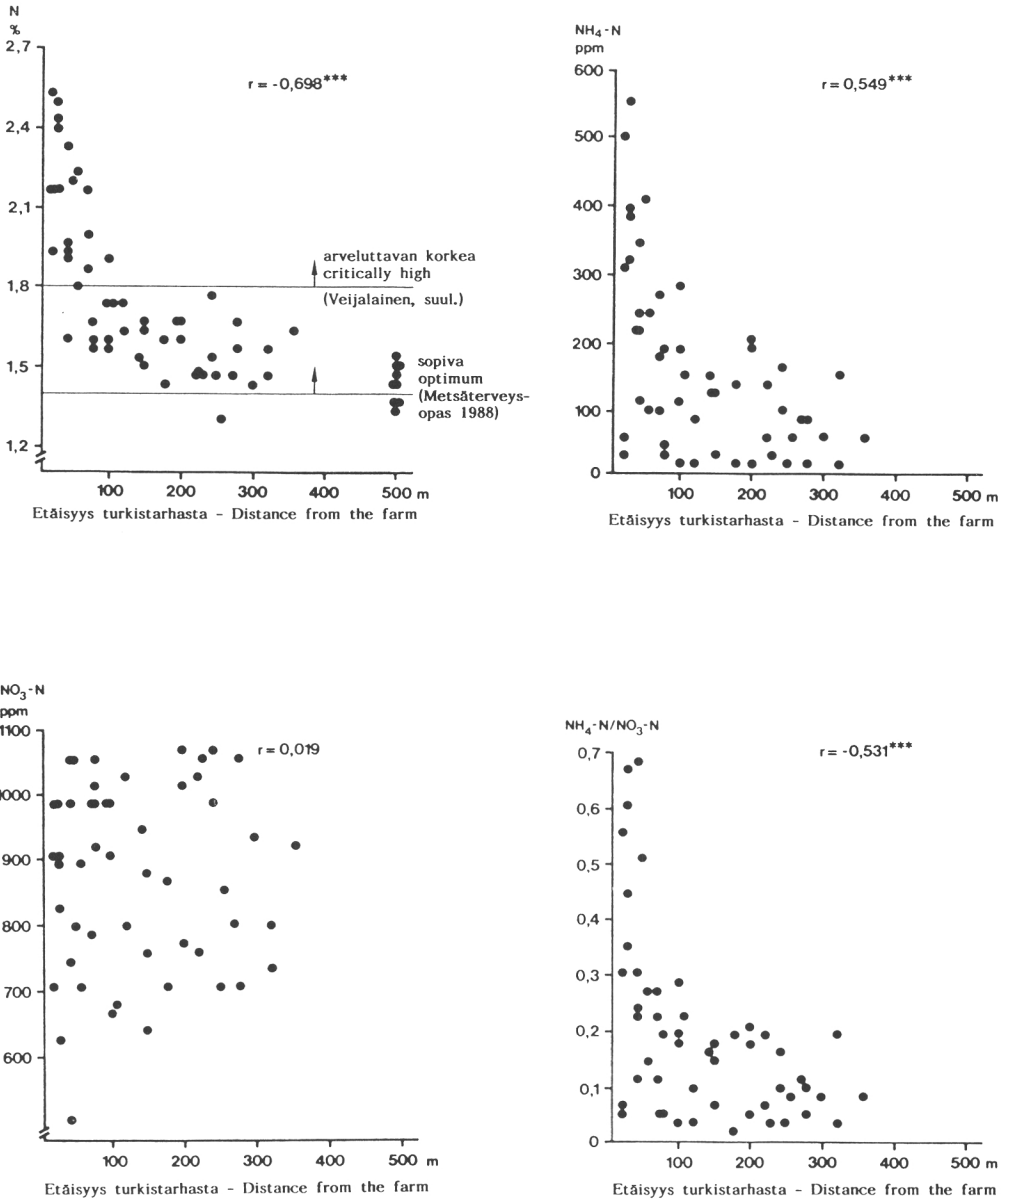 N
%
2,7
r = -0,698***
2,4
2,1
arveluttavan korkea
critically high
1,8
(Veijalainen, suul.)
1,5
sopiva
optimum
(Metsäterveys-
opas 1988)
1,2
100 200 300 400 500 m
Etäisyys turkistarhasta - Distance from the farm
NH4-N
ppm
600
r = 0,549***
500
400
300
200
100
0
100 200 300 400 500 m
Etäisyys turkistarhasta - Distance from the farm
NO3-N
ppm
1100
r = 0,019
1000
900
800
700
600
100 200 300 400 500 m
Etäisyys turkistarhasta - Distance from the farm
NH4-N/NO3-N
0,7
r = -0,531***
0,6
0,5
0,4
0,3
0,2
0,1
0
100 200 300 400 500 m
Etäisyys turkistarhasta - Distance from the farm